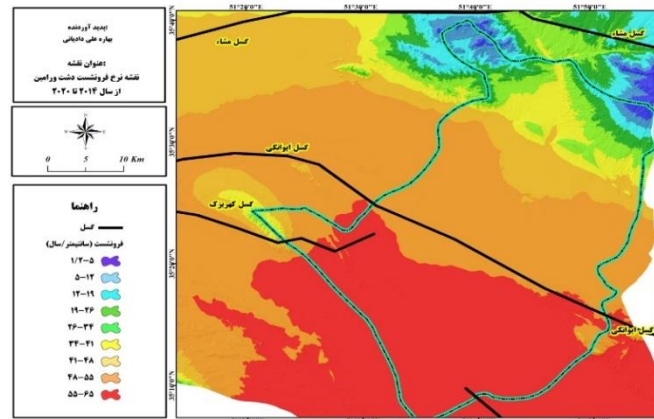 پدید آورنده:
بهاره علی دادیانی
عنوان نقشه:
نقشه نرخ فرونشست دشت ورامین
از سال ۲۰۱۴ تا ۲۰۲۰
0 5 10 Km
راهنما
گسل
فرونشست (سانتیمتر/سال)
۱/۲-۵
۵-۱۲
۱۲-۱۹
۱۹-۲۶
۲۶-۳۴
۳۴-۴۱
۴۱-۴۸
۴۸-۵۵
۵۵-۶۵
گسل مشاء
گسل مشاء
گسل ایوانکی
گسل کهریزک
گسل ایوانکی